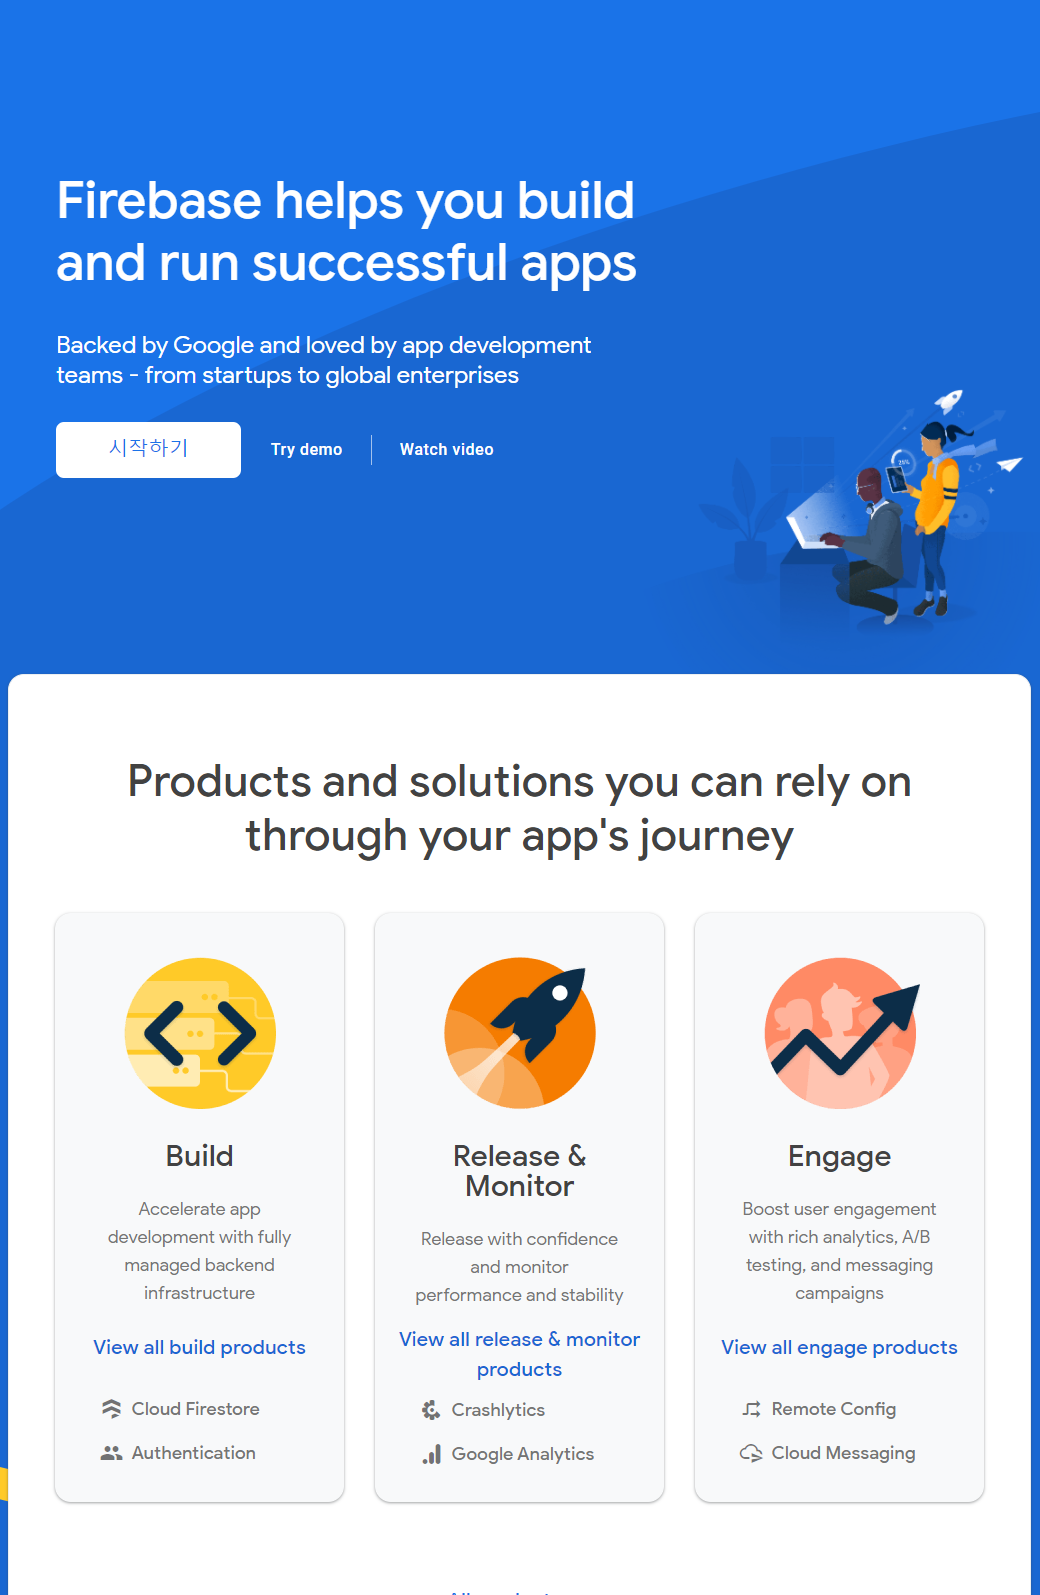 Firebase helps you build
and run successful apps
Backed by Google and loved by app development
teams - from startups to global enterprises
시작하기
Try demo
Watch video
Products and solutions you can rely on
through your app's journey
Build
Accelerate app
development with fully
managed backend
infrastructure
View all build products
Cloud Firestore
Authentication
Release &
Monitor
Release with confidence
and monitor
performance and stability
View all release & monitor
products
Crashlytics
Google Analytics
Engage
Boost user engagement
with rich analytics, A/B
testing, and messaging
campaigns
View all engage products
Remote Config
Cloud Messaging